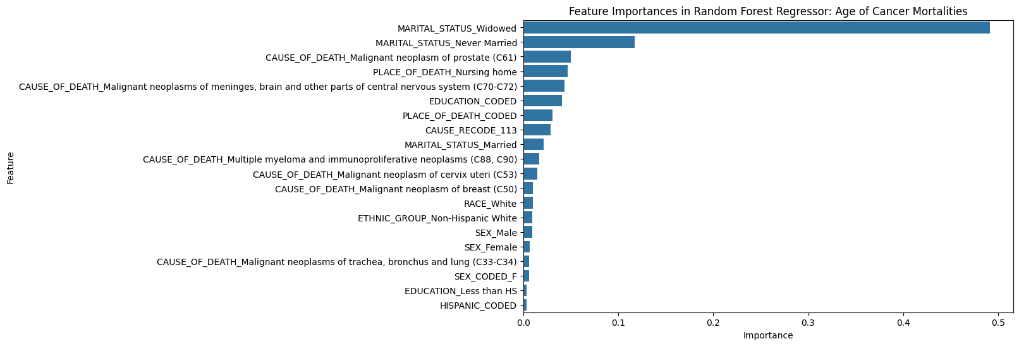 Feature Importances in Random Forest Regressor: Age of Cancer Mortalities
MARITAL_STATUS_Widowed
MARITAL_STATUS_Never Married
CAUSE_OF_DEATH_Malignant neoplasm of prostate (C61)
PLACE_OF_DEATH_Nursing home
CAUSE_OF_DEATH_Malignant neoplasms of meninges, brain and other parts of central nervous system (C70-C72)
EDUCATION_CODED
PLACE_OF_DEATH_CODED
CAUSE_RECODE_113
MARITAL_STATUS_Married
CAUSE_OF_DEATH_Multiple myeloma and immunoproliferative neoplasms (C88, C90)
CAUSE_OF_DEATH_Malignant neoplasm of cervix uteri (C53)
CAUSE_OF_DEATH_Malignant neoplasm of breast (C50)
RACE_White
ETHNIC_GROUP_Non-Hispanic White
SEX_Male
SEX_Female
CAUSE_OF_DEATH_Malignant neoplasms of trachea, bronchus and lung (C33-C34)
SEX_CODED_F
EDUCATION_Less than HS
HISPANIC_CODED
Feature
0.0 0.1 0.2 0.3 0.4 0.5
Importance